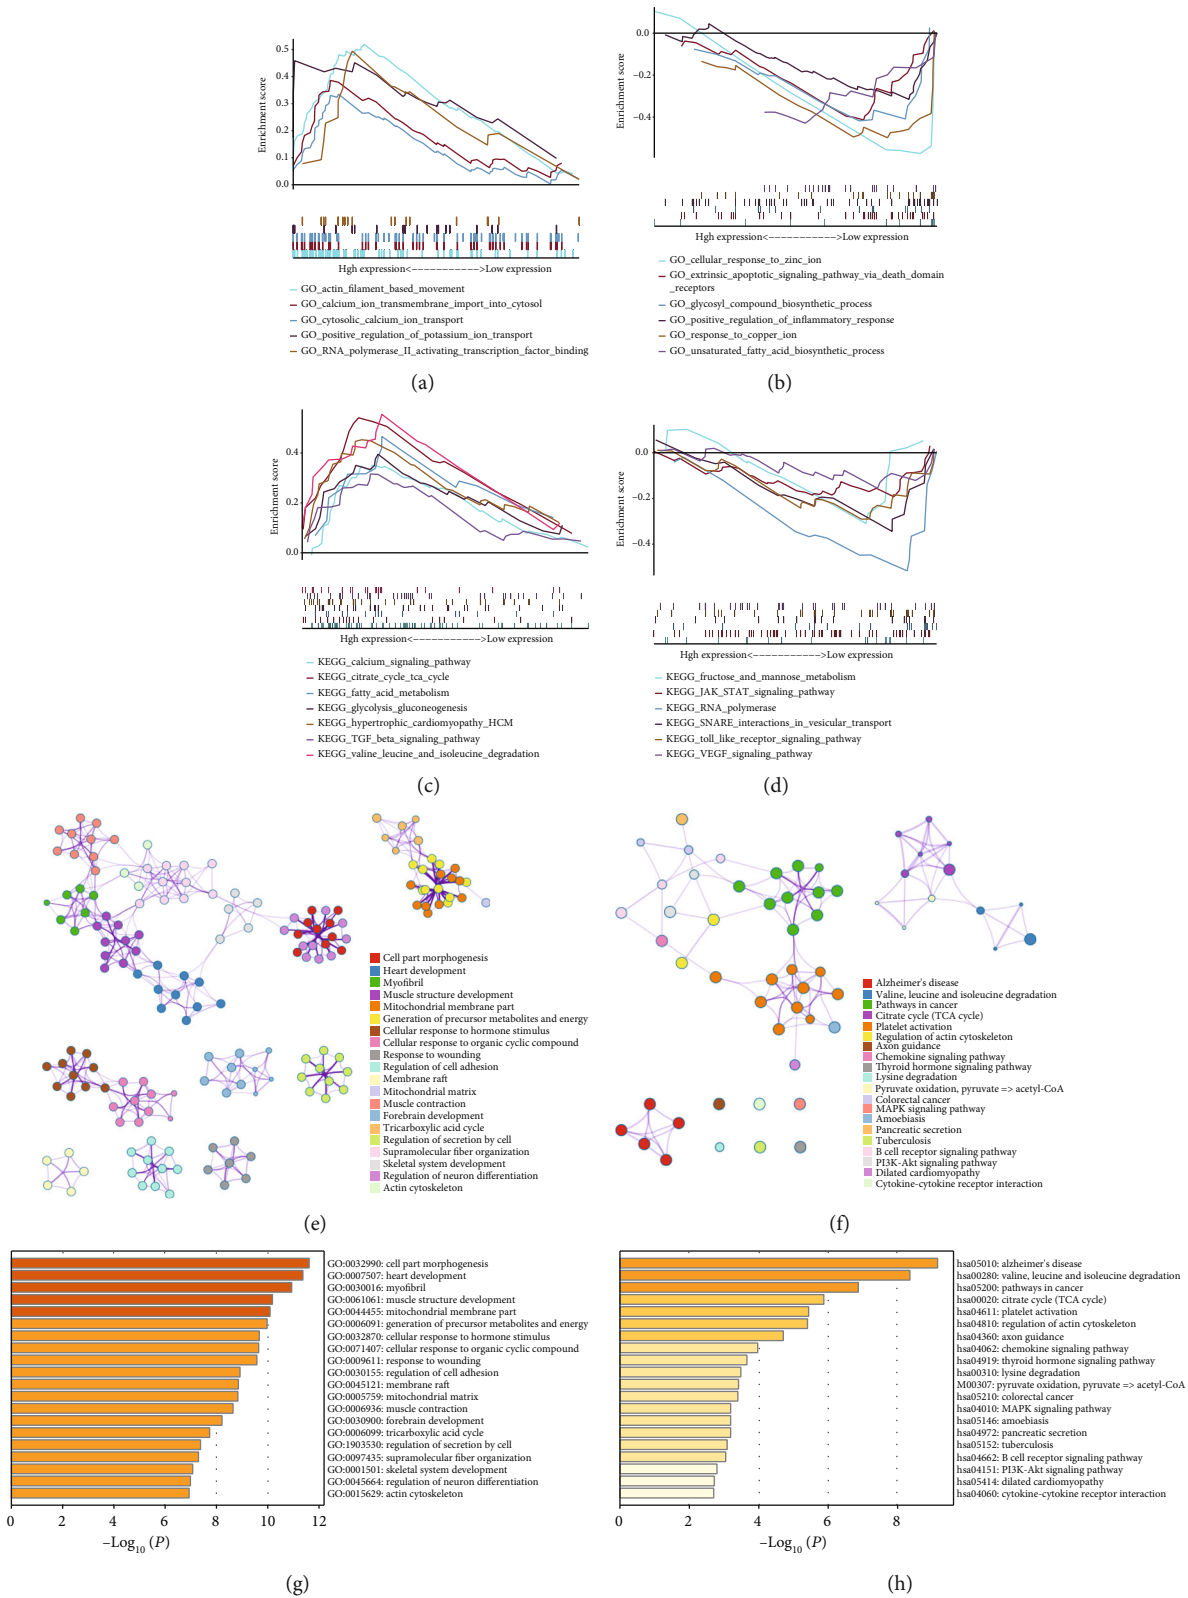 0.5
0.4
0.3
0.2
0.1
0.0
Enrichment score
Hgh expression<----------->Low expression
GO_actin_filament_based_movement
GO_calcium_ion_transmembrane_import_into_cytosol
GO_cytosolic_calcium_ion_transport
GO_positive_regulation_of_potassium_ion_transport
GO_RNA_polymerase_II_activating_transcription_factor_binding
(a)
0.0
−0.2
−0.4
Enrichment score
High expression<----------->Low expression
GO_cellular_response_to_zinc_ion
GO_extrinsic_apoptotic_signaling_pathway_via_death_domain
_receptors
GO_glycosyl_compound_biosynthetic_process
GO_positive_regulation_of_inflammatory_response
GO_response_to_copper_ion
GO_unsaturated_fatty_acid_biosynthetic_process
(b)
0.4
0.2
0.0
Enrichment score
Hgh expression<----------->Low expression
KEGG_calcium_signaling_pathway
KEGG_citrate_cycle_tca_cycle
KEGG_fatty_acid_metabolism
KEGG_glycolysis_gluconeogenesis
KEGG_hypertrophic_cardiomyopathy_HCM
KEGG_TGF_beta_signaling_pathway
KEGG_valine_leucine_and_isoleucine_degradation
(c)
0.0
−0.2
−0.4
Enrichment score
Hgh expression<----------->Low expression
KEGG_fructose_and_mannose_metabolism
KEGG_JAK_STAT_signaling_pathway
KEGG_RNA_polymerase
KEGG_SNARE_interactions_in_vesicular_transport
KEGG_toll_like_receptor_signaling_pathway
KEGG_VEGF_signaling_pathway
(d)
Cell part morphogenesis
Heart development
Myofibril
Muscle structure development
Mitochondrial membrane part
Generation of precursor metabolites and energy
Cellular response to hormone stimulus
Cellular response to organic cyclic compound
Response to wounding
Regulation of cell adhesion
Membrane raft
Mitochondrial matrix
Muscle contraction
Forebrain development
Tricarboxylic acid cycle
Regulation of secretion by cell
Supramolecular fiber organization
Skeletal system development
Regulation of neuron differentiation
Actin cytoskeleton
(e)
Alzheimer's disease
Valine, leucine and isoleucine degradation
Pathways in cancer
Citrate cycle (TCA cycle)
Platelet activation
Regulation of actin cytoskeleton
Axon guidance
Chemokine signaling pathway
Thyroid hormone signaling pathway
Lysine degradation
Pyruvate oxidation, pyruvate => acetyl-CoA
Colorectal cancer
MAPK signaling pathway
Amoebiasis
Pancreatic secretion
Tuberculosis
B cell receptor signaling pathway
PI3K-Akt signaling pathway
Dilated cardiomyopathy
Cytokine-cytokine receptor interaction
(f)
GO:0032990: cell part morphogenesis
GO:0007507: heart development
GO:0030016: myofibril
GO:0061061: muscle structure development
GO:0044455: mitochondrial membrane part
GO:0006091: generation of precursor metabolites and energy
GO:0032870: cellular response to hormone stimulus
GO:0071407: cellular response to organic cyclic compound
GO:0009611: response to wounding
GO:0030155: regulation of cell adhesion
GO:0045121: membrane raft
GO:0005759: mitochondrial matrix
GO:0006936: muscle contraction
GO:0030900: forebrain development
GO:0006099: tricarboxylic acid cycle
GO:1903530: regulation of secretion by cell
GO:0097435: supramolecular fiber organization
GO:0001501: skeletal system development
GO:0045664: regulation of neuron differentiation
GO:0015629: actin cytoskeleton
0 2 4 6 8 10 12
−Log10 (P)
(g)
hsa05010: alzheimer's disease
hsa00280: valine, leucine and isoleucine degradation
hsa05200: pathways in cancer
hsa00020: citrate cycle (TCA cycle)
hsa04611: platelet activation
hsa04810: regulation of actin cytoskeleton
hsa04360: axon guidance
hsa04062: chemokine signaling pathway
hsa04919: thyroid hormone signaling pathway
hsa00310: lysine degradation
M00307: pyruvate oxidation, pyruvate => acetyl-CoA
hsa05210: colorectal cancer
hsa04010: MAPK signaling pathway
hsa05146: amoebiasis
hsa04972: pancreatic secretion
hsa05152: tuberculosis
hsa04662: B cell receptor signaling pathway
hsa04151: PI3K-Akt signaling pathway
hsa05414: dilated cardiomyopathy
hsa04060: cytokine-cytokine receptor interaction
0 2 4 6 8
−Log10 (P)
(h)